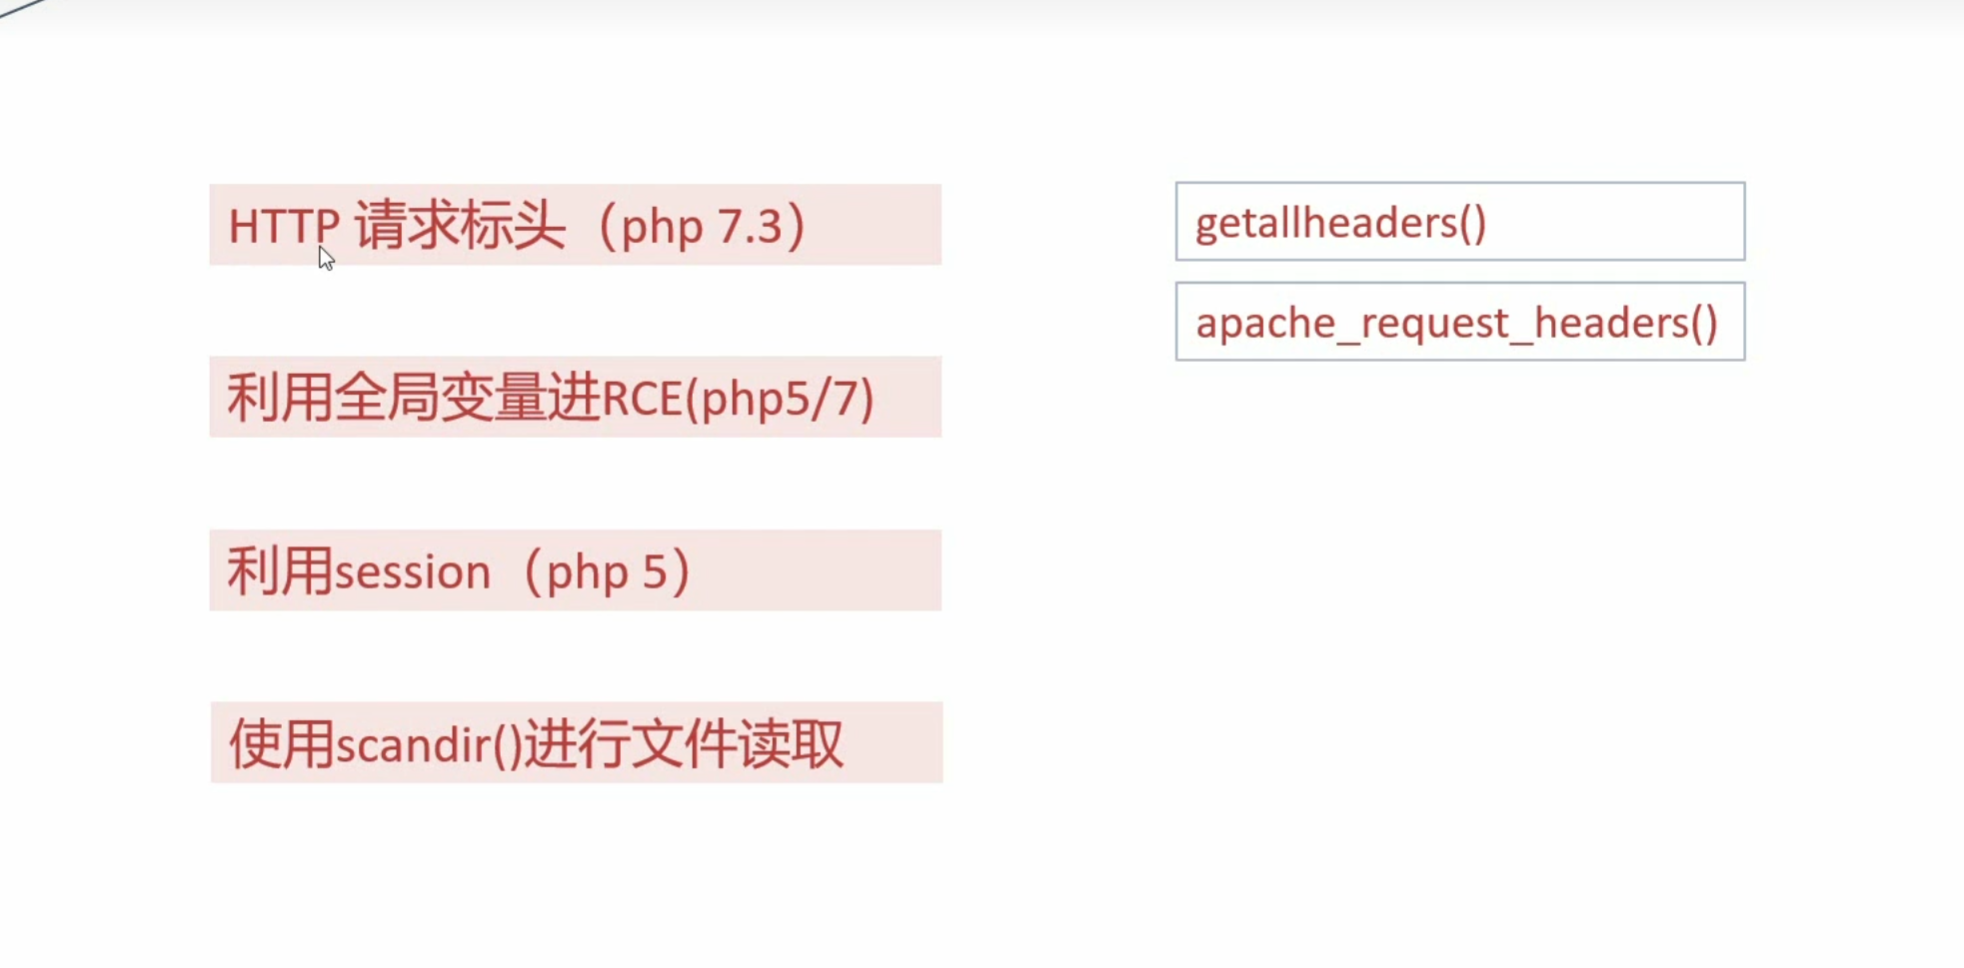 HTTP 请求标头（php 7.3）
利用全局变量进RCE(php5/7)
利用session（php 5）
使用scandir()进行文件读取
getallheaders()
apache_request_headers()